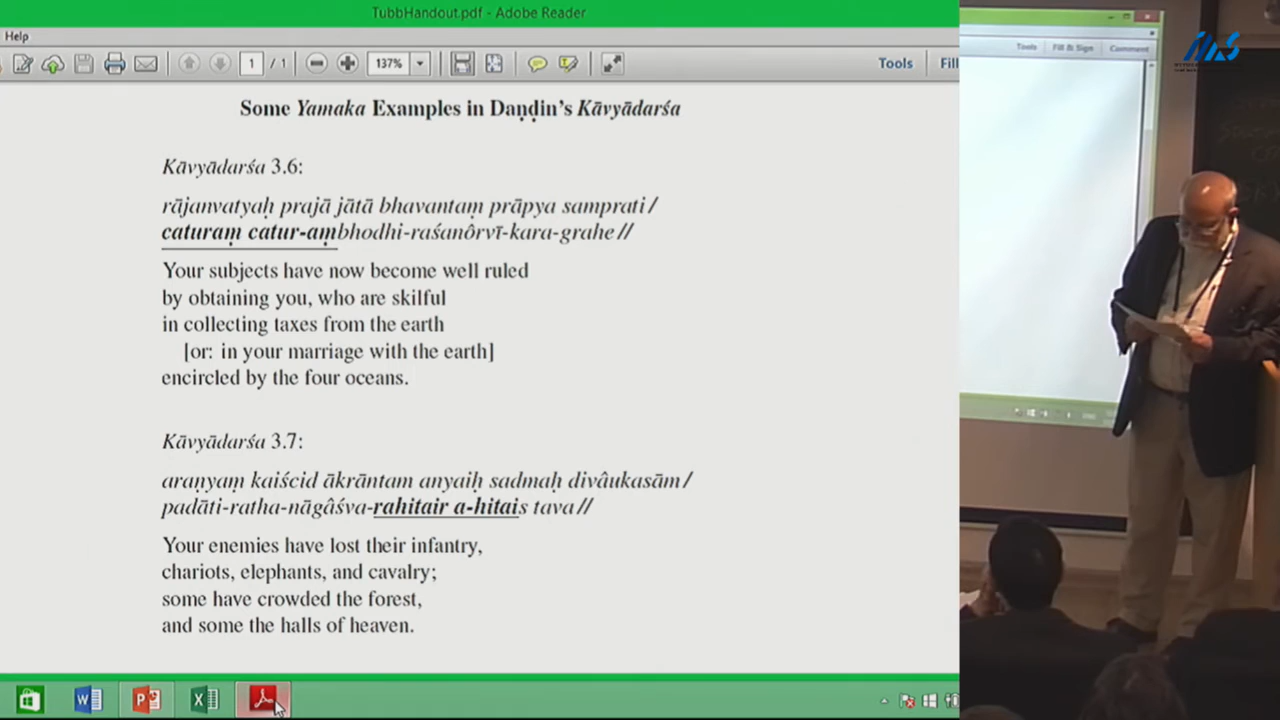 TubbHandout.pdf - Adobe Reader
Help
1 / 1
137%
Tools
Fill
Some Yamaka Examples in Daṇḍin's Kāvyādarśa
Kāvyādarśa 3.6:
rājanvatyaḥ prajā jātā bhavantaṃ prāpya samprati /
caturaṃ catur-aṃbhodhi-raśanôrvī-kara-grahe //
Your subjects have now become well ruled
by obtaining you, who are skilful
in collecting taxes from the earth
[or: in your marriage with the earth]
encircled by the four oceans.
Kāvyādarśa 3.7:
araṇyaṃ kaiścid ākrāntam anyaiḥ sadmaḥ divâukasām /
padāti-ratha-nāgâśva-rahitair a-hitais tava //
Your enemies have lost their infantry,
chariots, elephants, and cavalry;
some have crowded the forest,
and some the halls of heaven.
Tools Fill & Sign Comment